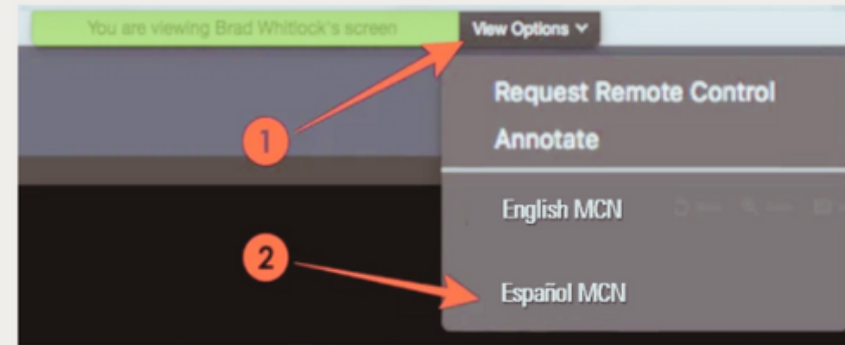 You are viewing Brad Whitlock's screen
View Options
Request Remote Control
1
Annotate
English MCN
2
Español MCN